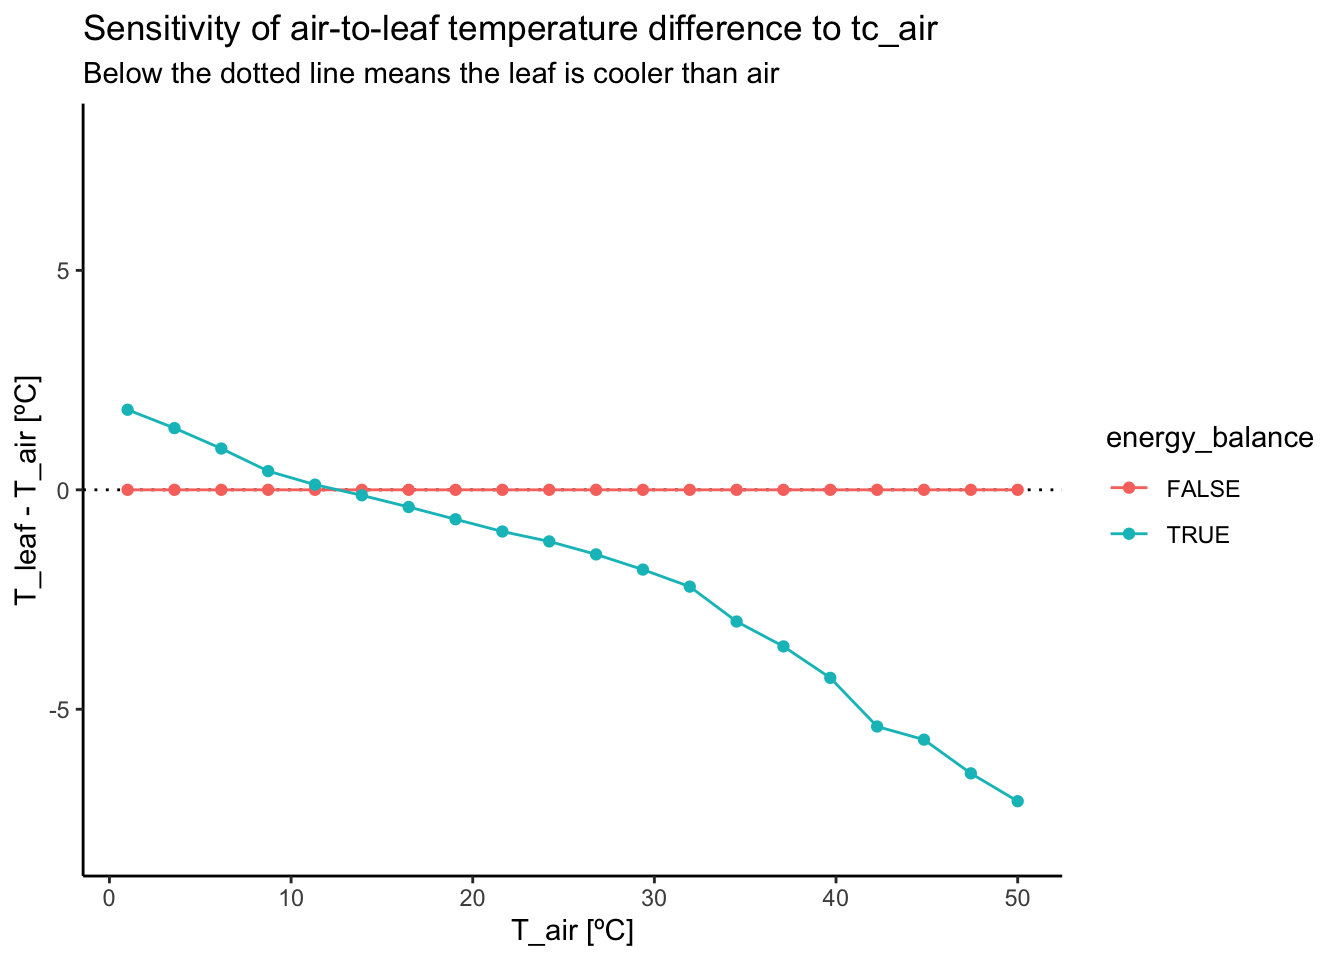 Sensitivity of air-to-leaf temperature difference to tc_air
Below the dotted line means the leaf is cooler than air
5
0
-5
T_leaf - T_air [ºC]
0 10 20 30 40 50
T_air [ºC]
energy_balance
FALSE
TRUE